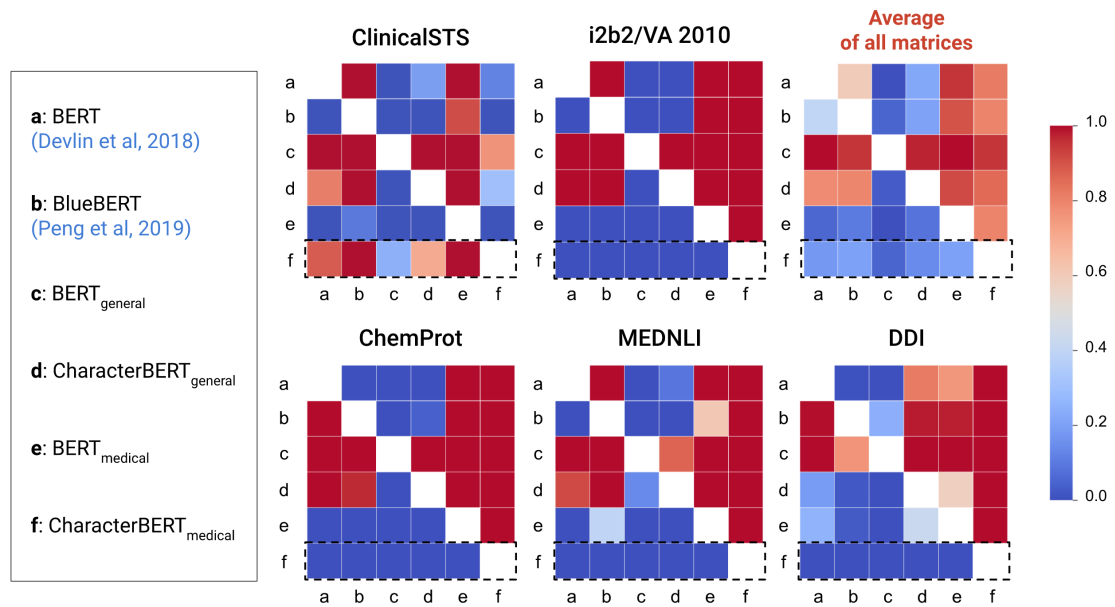 ClinicalSTS
i2b2/VA 2010
Average
of all matrices
a: BERT
(Devlin et al, 2018)
b: BlueBERT
(Peng et al, 2019)
c: BERTgeneral
d: CharacterBERTgeneral
e: BERTmedical
f: CharacterBERTmedical
a
b
c
d
e
f
a b c d e f
a
b
c
d
e
f
a b c d e f
a
b
c
d
e
f
a b c d e f
1.0
0.8
0.6
0.4
0.2
0.0
ChemProt
MEDNLI
DDI
a
b
c
d
e
f
a b c d e f
a
b
c
d
e
f
a b c d e f
a
b
c
d
e
f
a b c d e f